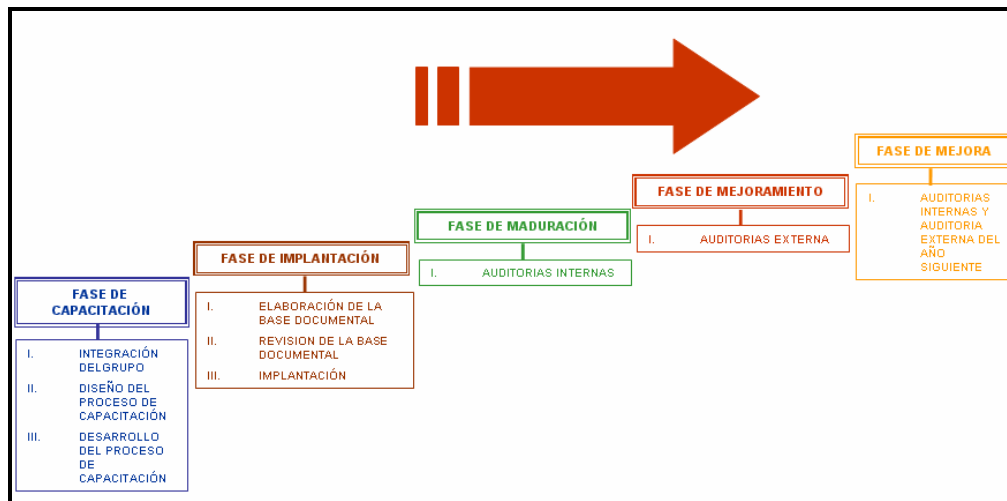 FASE DE
CAPACITACIÓN
I. INTEGRACIÓN
DELGRUPO
II. DISEÑO DEL
PROCESO DE
CAPACITACIÓN
III. DESARROLLO
DEL PROCESO
DE
CAPACITACIÓN
FASE DE IMPLANTACIÓN
I. ELABORACIÓN DE LA
BASE DOCUMENTAL
II. REVISION DE LA BASE
DOCUMENTAL
III. IMPLANTACIÓN
FASE DE MADURACIÓN
I. AUDITORIAS INTERNAS
FASE DE MEJORAMIENTO
I. AUDITORIAS EXTERNA
FASE DE MEJORA
I. AUDITORIAS
INTERNAS Y
AUDITORIA
EXTERNA DEL
AÑO
SIGUIENTE